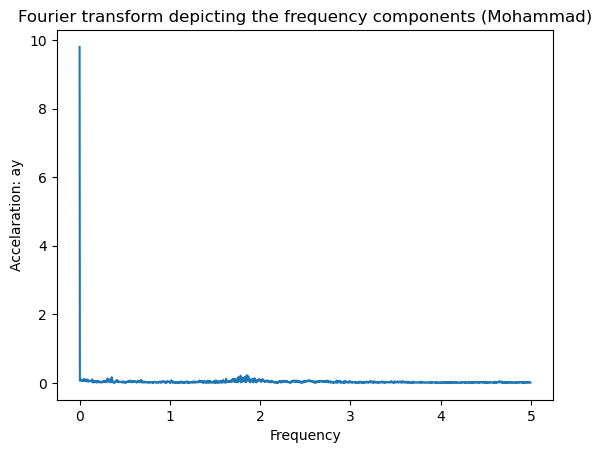 Fourier transform depicting the frequency components (Mohammad)
10
8
6
4
2
0
Accelaration: ay
0 1 2 3 4 5
Frequency